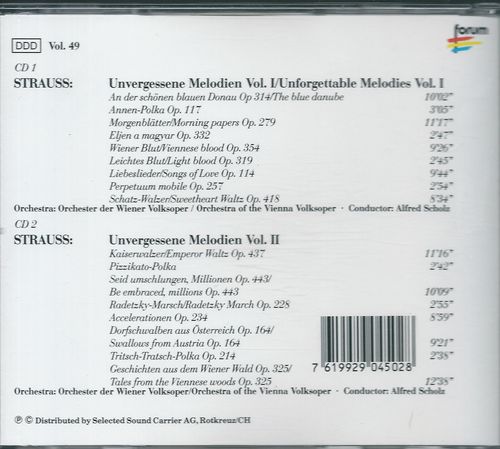 forum
DDD Vol. 49
CD 1
STRAUSS: Unvergessene Melodien Vol. I/Unforgettable Melodies Vol. I
An der schönen blauen Donau Op 314/The blue danube 10'02"
Annen-Polka Op. 117 3'05"
Morgenblätter/Morning papers Op. 279 11'17"
Eljen a magyar Op. 332 2'47"
Wiener Blut/Viennese blood Op. 354 9'26"
Leichtes Blut/Light blood Op. 319 2'45"
Liebeslieder/Songs of Love Op. 114 9'44"
Perpetuum mobile Op. 257 2'54"
Schatz-Walzer/Sweetheart Waltz Op. 418 8'34"
Orchestra: Orchester der Wiener Volksoper / Orchestra of the Vienna Volksoper · Conductor: Alfred Scholz
CD 2
STRAUSS: Unvergessene Melodien Vol. II
Kaiserwalzer/Emperor Waltz Op. 437 11'16"
Pizzikato-Polka 2'42"
Seid umschlungen, Millionen Op. 443/
Be embraced, millions Op. 443 10'09"
Radetzky-Marsch/Radetzky March Op. 228 2'55"
Accelerationen Op. 234 8'59"
Dorfschwalben aus Österreich Op. 164/
Swallows from Austria Op. 164 9'21"
Tritsch-Tratsch-Polka Op. 214 2'38"
Geschichten aus dem Wiener Wald Op. 325/
Tales from the Viennese woods Op. 325 12'38"
7 619929 045028
Orchestra: Orchester der Wiener Volksoper/Orchestra of the Vienna Volksoper · Conductor: Alfred Scholz
℗ © Distributed by Selected Sound Carrier AG, Rotkreuz/CH